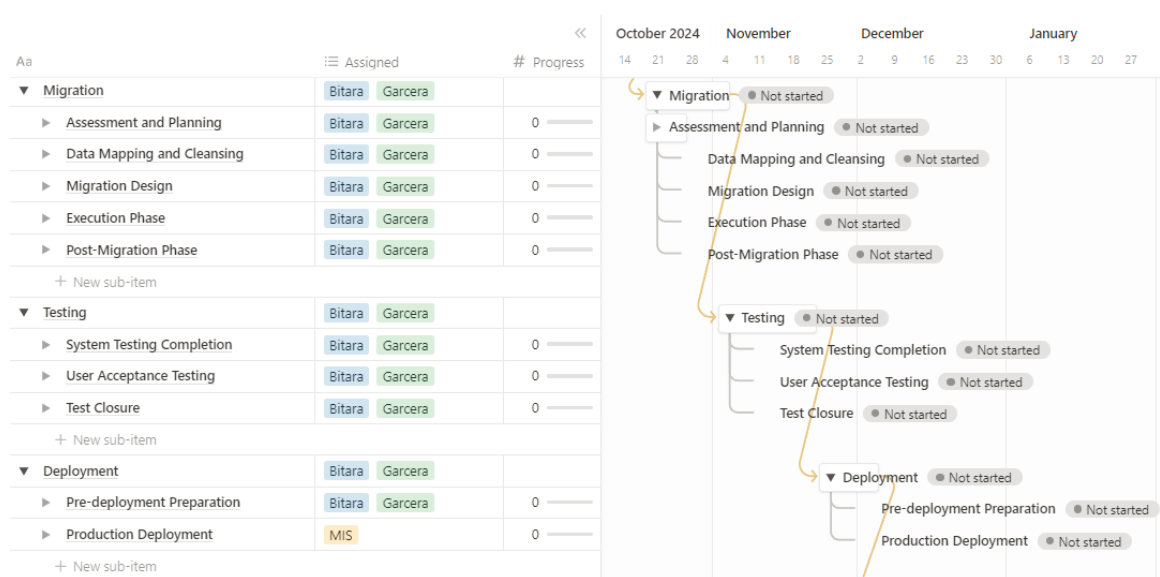 October 2024 November December January
Aa Assigned # Progress 14 21 28 4 11 18 25 2 9 16 23 30 6 13 20 27
Migration Bitara Garcera Migration Not started
Assessment and Planning Bitara Garcera 0 Assessment and Planning Not started
Data Mapping and Cleansing Bitara Garcera 0 Data Mapping and Cleansing Not started
Migration Design Bitara Garcera 0 Migration Design Not started
Execution Phase Bitara Garcera 0 Execution Phase Not started
Post-Migration Phase Bitara Garcera 0 Post-Migration Phase Not started
+ New sub-item
Testing Bitara Garcera Testing Not started
System Testing Completion Bitara Garcera 0 System Testing Completion Not started
User Acceptance Testing Bitara Garcera 0 User Acceptance Testing Not started
Test Closure Bitara Garcera 0 Test Closure Not started
+ New sub-item
Deployment Bitara Garcera Deployment Not started
Pre-deployment Preparation Bitara Garcera 0 Pre-deployment Preparation Not started
Production Deployment MIS 0 Production Deployment Not started
+ New sub-item